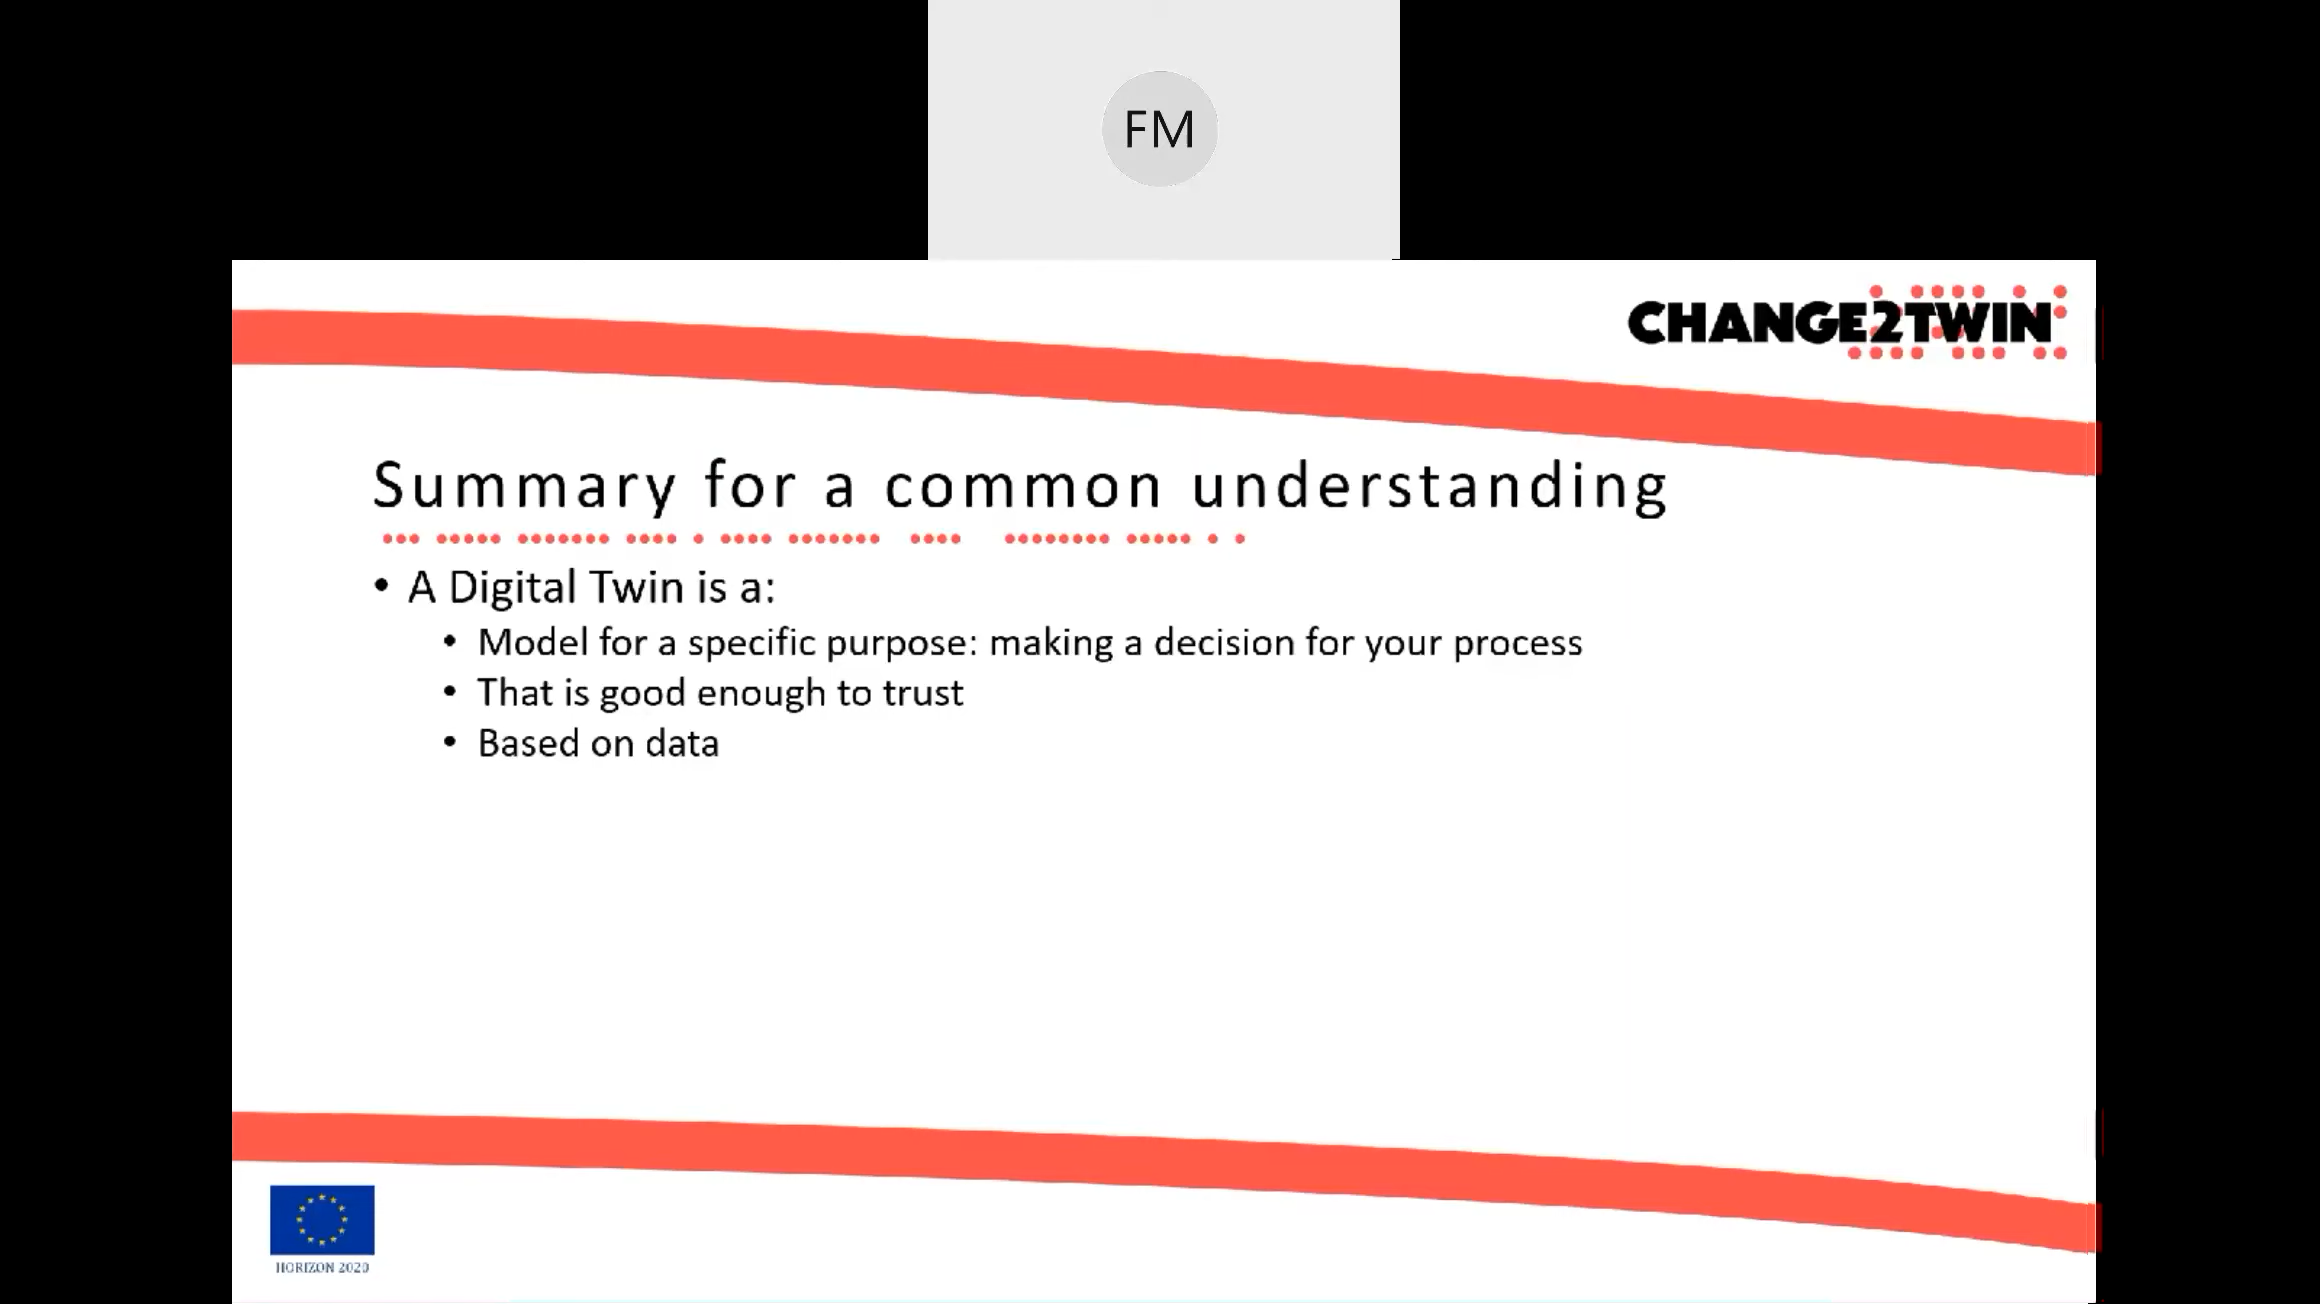 FM
CHANGE2TWIN
Summary for a common understanding
• A Digital Twin is a:
• Model for a specific purpose: making a decision for your process
• That is good enough to trust
• Based on data
HORIZON 2020